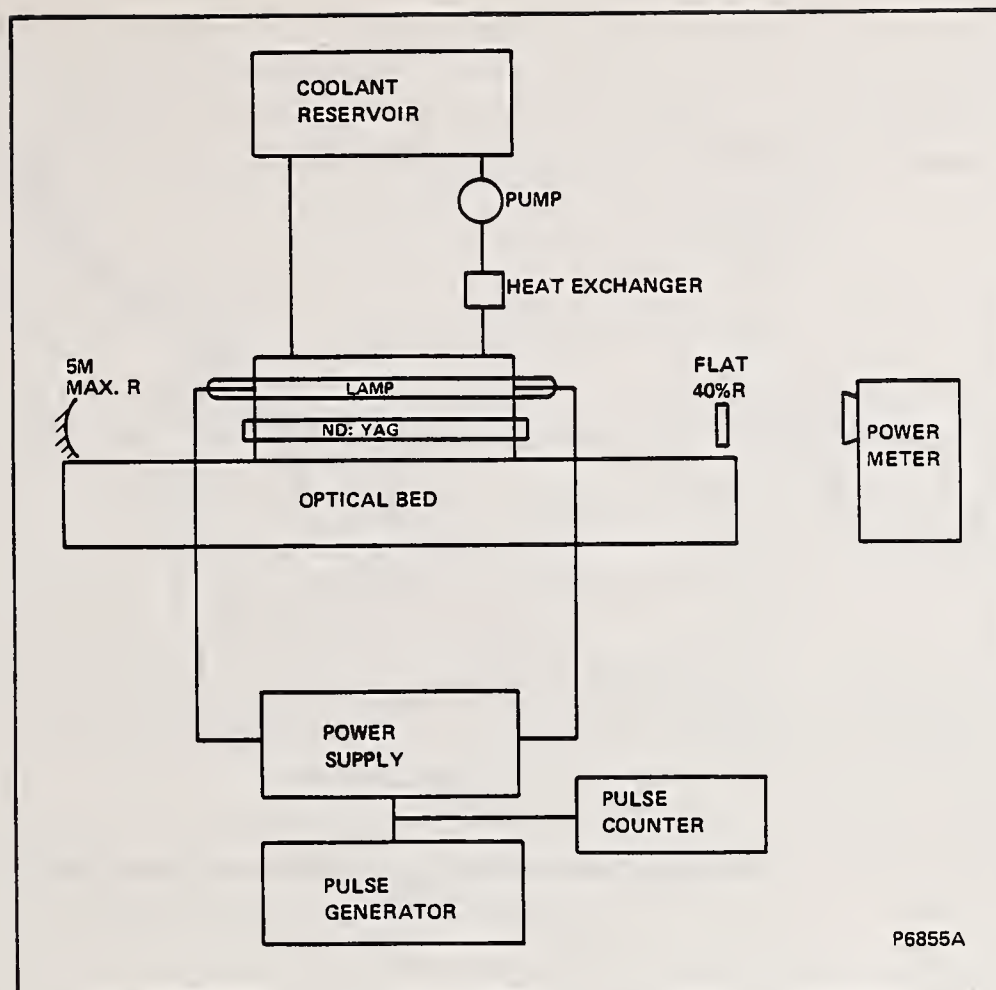 COOLANT
RESERVOIR
PUMP
HEAT EXCHANGER
5M
MAX. R
LAMP
FLAT
40%R
ND: YAG
POWER
METER
OPTICAL BED
POWER
SUPPLY
PULSE
COUNTER
PULSE
GENERATOR
P6855A